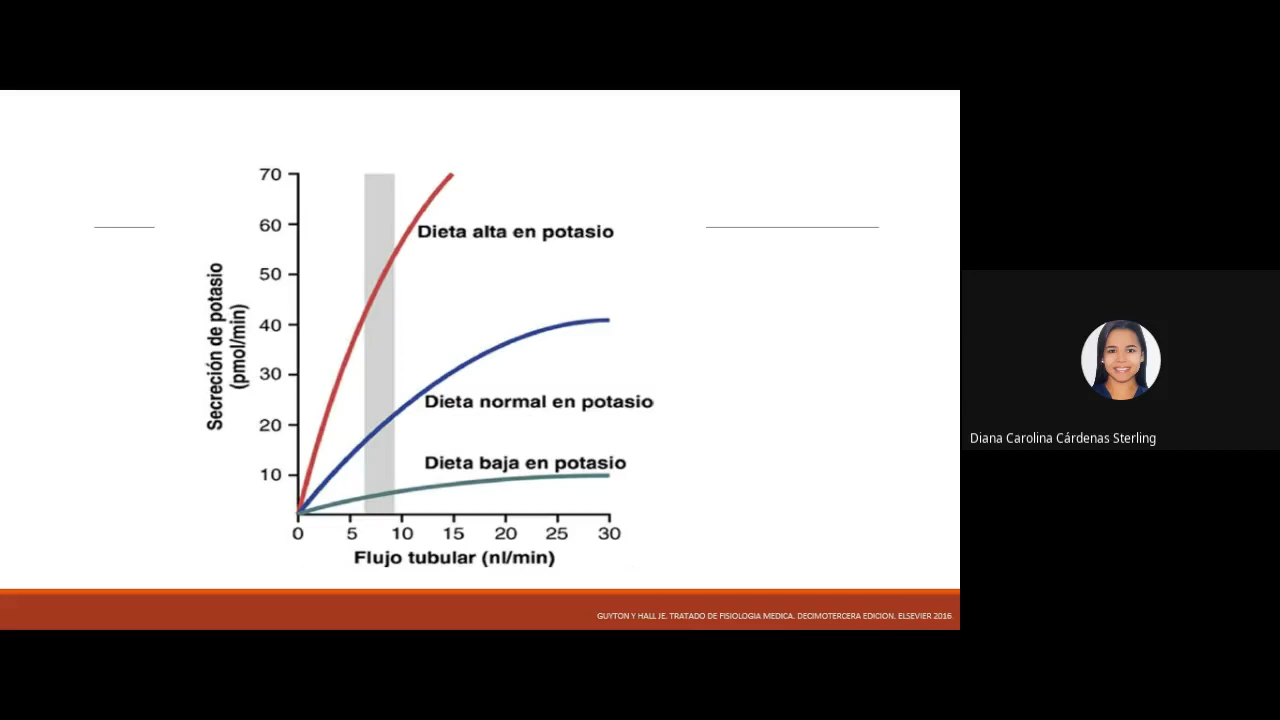 70
60
50
40
30
20
10
Secreción de potasio
(pmol/min)
Dieta alta en potasio
Dieta normal en potasio
Dieta baja en potasio
0 5 10 15 20 25 30
Flujo tubular (nl/min)
GUYTON Y HALL JE. TRATADO DE FISIOLOGIA MEDICA. DECIMOTERCERA EDICION. ELSEVIER 2016.
Diana Carolina Cárdenas Sterling